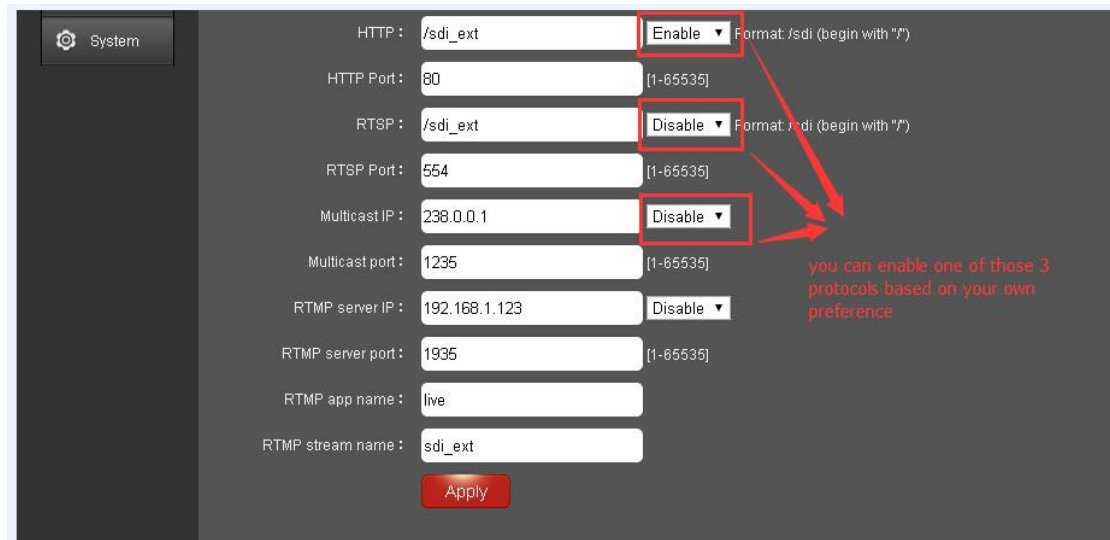 System
HTTP: /sdi_ext Enable Format: /sdi (begin with "/")
HTTP Port: 80 [1-65535]
RTSP: /sdi_ext Disable Format: /sdi (begin with "/")
RTSP Port: 554 [1-65535]
Multicast IP: 238.0.0.1 Disable
Multicast port: 1235 [1-65535]
you can enable one of those 3
protocols based on your own
preference
RTMP server IP: 192.168.1.123 Disable
RTMP server port: 1935 [1-65535]
RTMP app name: live
RTMP stream name: sdi_ext
Apply